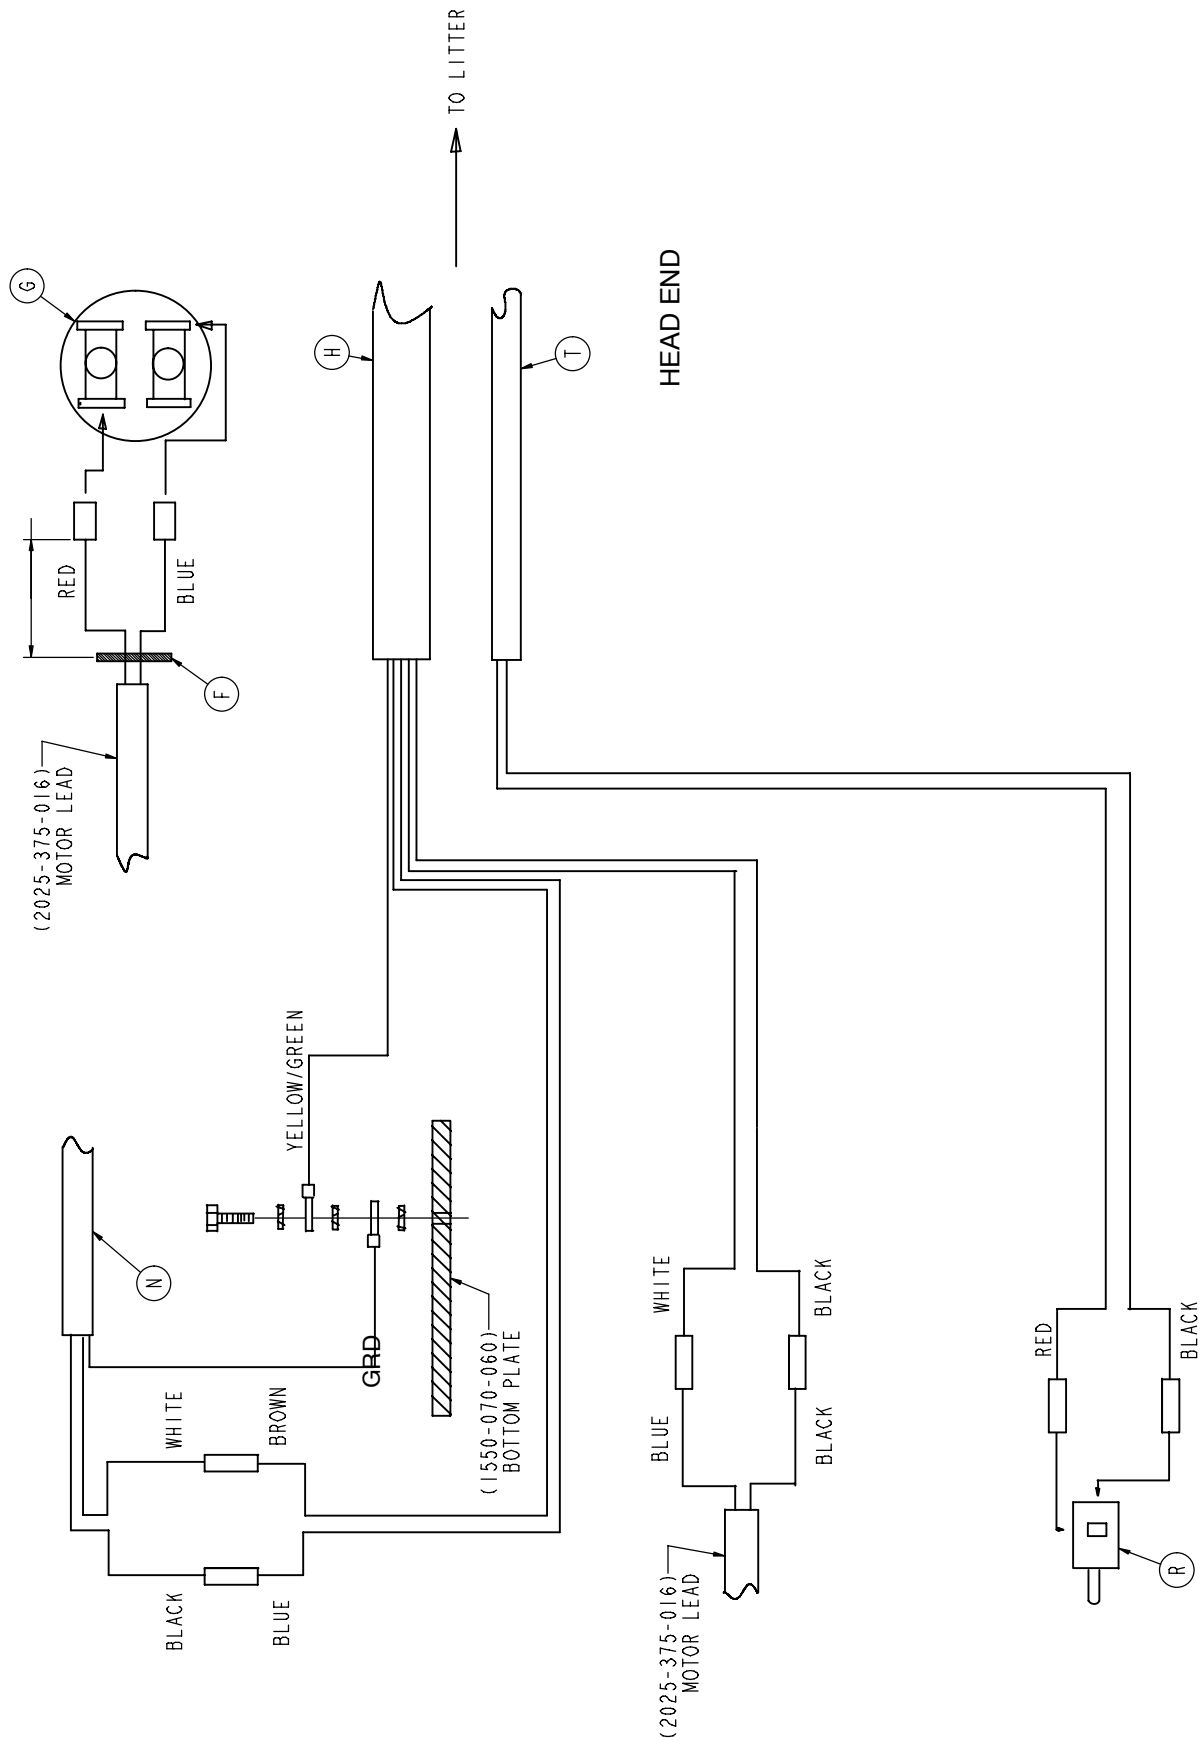 (2025-375-016)
MOTOR LEAD
RED
BLUE
F
G
TO LITTER
H
T
HEAD END
N
YELLOW/GREEN
GRD
(1550-070-060)
BOTTOM PLATE
BLACK
WHITE
BLUE
BROWN
(2025-375-016)
MOTOR LEAD
BLUE
WHITE
BLACK
BLACK
R
RED
BLACK